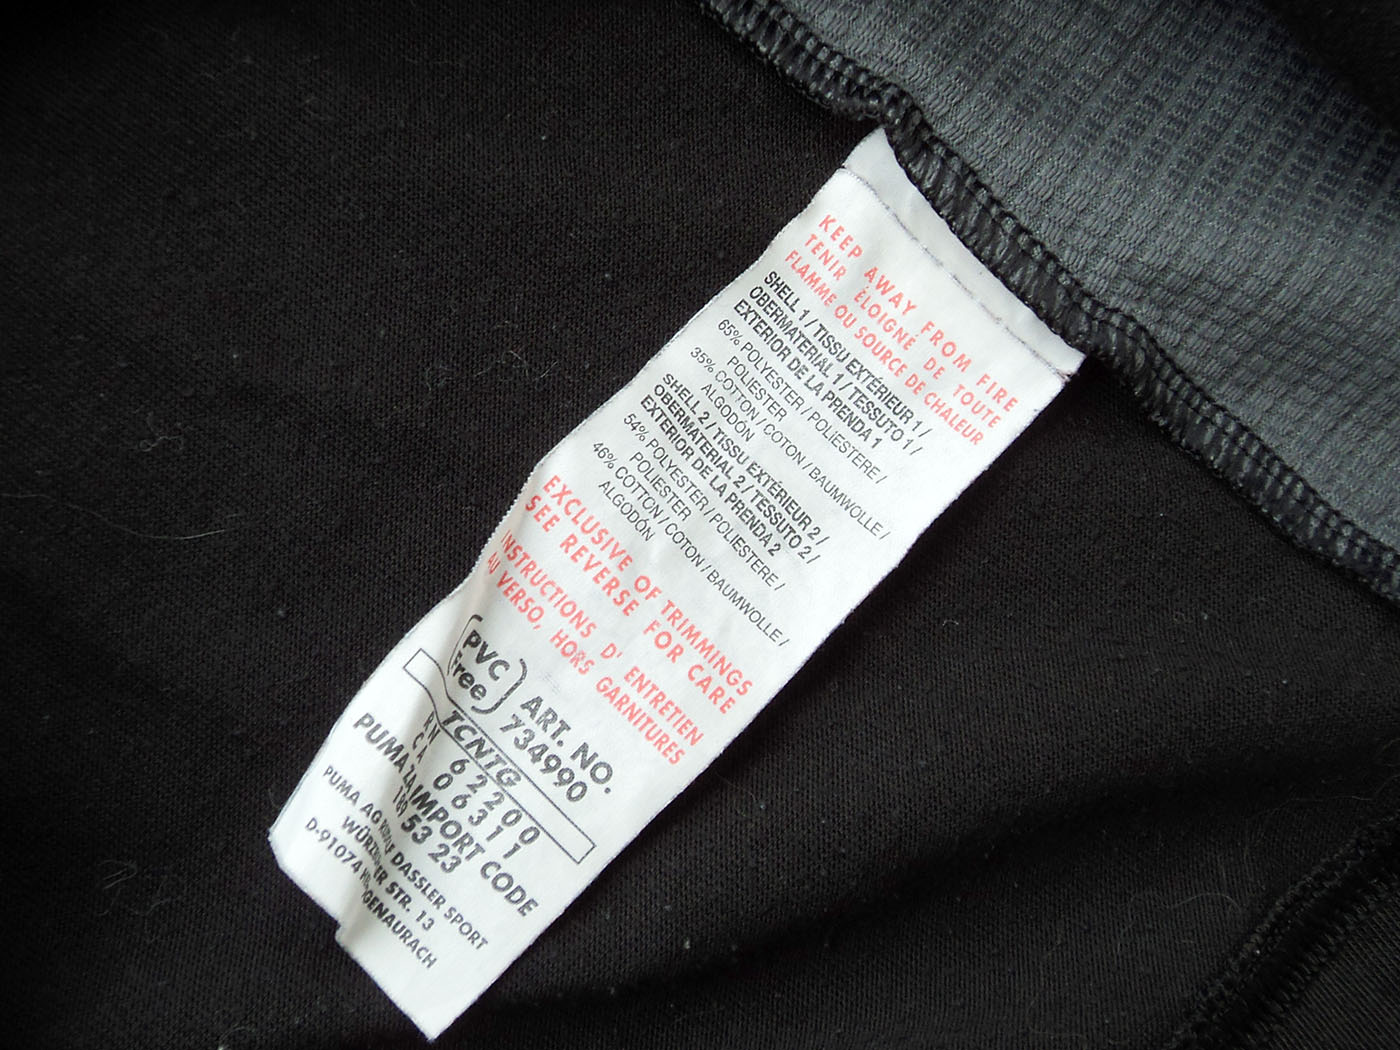 KEEP AWAY FROM FIRE
TENIR ÉLOIGNÉ DE TOUTE
FLAMME OU SOURCE DE CHALEUR
SHELL 1 / TISSU EXTÉRIEUR 1 /
OBERMATERIAL 1 / TESSUTO 1 /
EXTERIOR DE LA PRENDA 1
65% POLYESTER / POLIESTERE /
POLIESTER
35% COTTON / COTON / BAUMWOLLE /
ALGODÓN
SHELL 2 / TISSU EXTÉRIEUR 2 /
OBERMATERIAL 2 / TESSUTO 2 /
EXTERIOR DE LA PRENDA 2
54% POLYESTER / POLIESTERE /
POLIESTER
46% COTTON / COTON / BAUMWOLLE /
ALGODÓN
EXCLUSIVE OF TRIMMINGS
SEE REVERSE FOR CARE
INSTRUCTIONS D' ENTRETIEN
AU VERSO, HORS GARNITURES
PVC
Free
ART. NO.
734990
TCNTG
RN 62200
CA 06311
PUMA ZA IMPORT CODE
189 53 23
PUMA AG DASSLER SPORT
STR. 13
D-91074